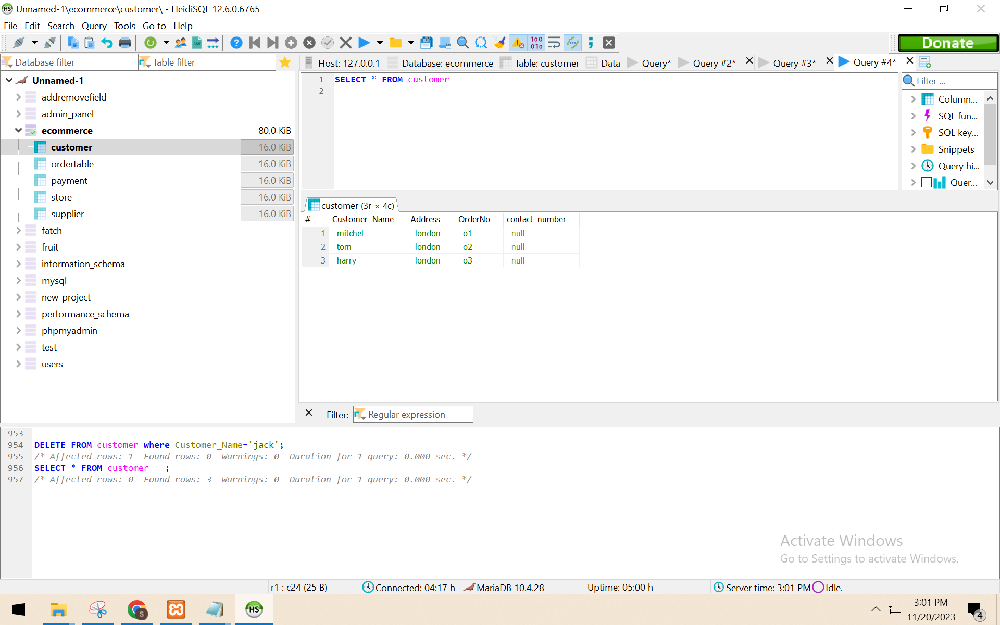 Unnamed-1\ecommerce\customer\ - HeidiSQL 12.6.0.6765
File Edit Search Query Tools Go to Help
Donate
Database filter Table filter
Host: 127.0.0.1 Database: ecommerce Table: customer Data Query* Query #2* Query #3* Query #4*
Unnamed-1
addremovefield
admin_panel
ecommerce 80.0 KiB
customer 16.0 KiB
ordertable 16.0 KiB
payment 16.0 KiB
store 16.0 KiB
supplier 16.0 KiB
fatch
fruit
information_schema
mysql
new_project
performance_schema
phpmyadmin
test
users
1 SELECT * FROM customer
2
Filter ...
Column...
SQL fun...
SQL key...
Snippets
Query hi...
Quer...
customer (3r × 4c)
# Customer_Name Address OrderNo contact_number
1 mitchel london o1 null
2 tom london o2 null
3 harry london o3 null
Filter: Regular expression
953
954 DELETE FROM customer where Customer_Name='jack';
955 /* Affected rows: 1 Found rows: 0 Warnings: 0 Duration for 1 query: 0.000 sec. */
956 SELECT * FROM customer ;
957 /* Affected rows: 0 Found rows: 3 Warnings: 0 Duration for 1 query: 0.000 sec. */
Activate Windows
Go to Settings to activate Windows.
r1 : c24 (25 B) Connected: 04:17 h MariaDB 10.4.28 Uptime: 05:00 h Server time: 3:01 PM Idle.
S
HS
3:01 PM
11/20/2023
4